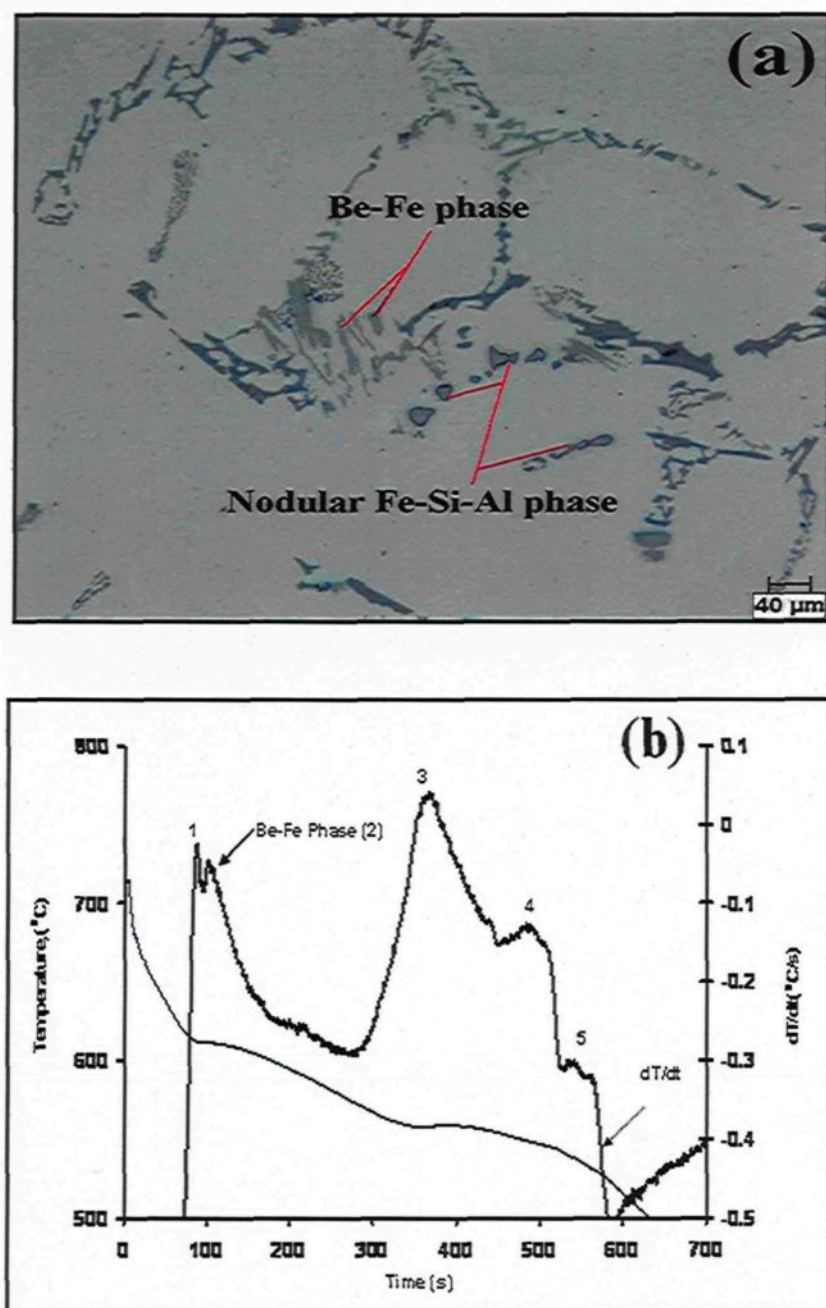 (a)
Be-Fe phase
Nodular Fe-Si-Al phase
40 µm
(b)
800
700
600
500
Temperature,(°C)
0.1
0
-0.1
-0.2
-0.3
-0.4
-0.5
dT/dt(°C/s)
1
Be-Fe Phase (2)
3
4
5
dT/dt
0 100 200 300 400 500 600 700
Time (s)